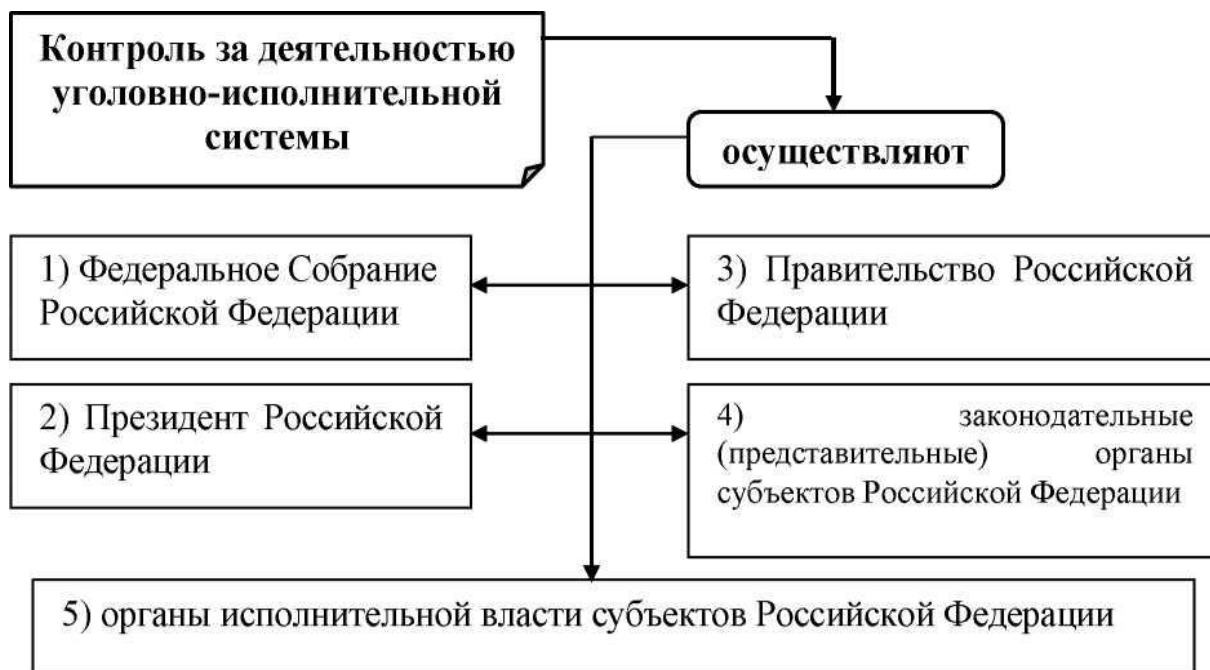 Контроль за деятельностью
уголовно-исполнительной
системы
осуществляют
1) Федеральное Собрание
Российской Федерации
3) Правительство Российской
Федерации
2) Президент Российской
Федерации
4) законодательные
(представительные) органы
субъектов Российской Федерации
5) органы исполнительной власти субъектов Российской Федерации